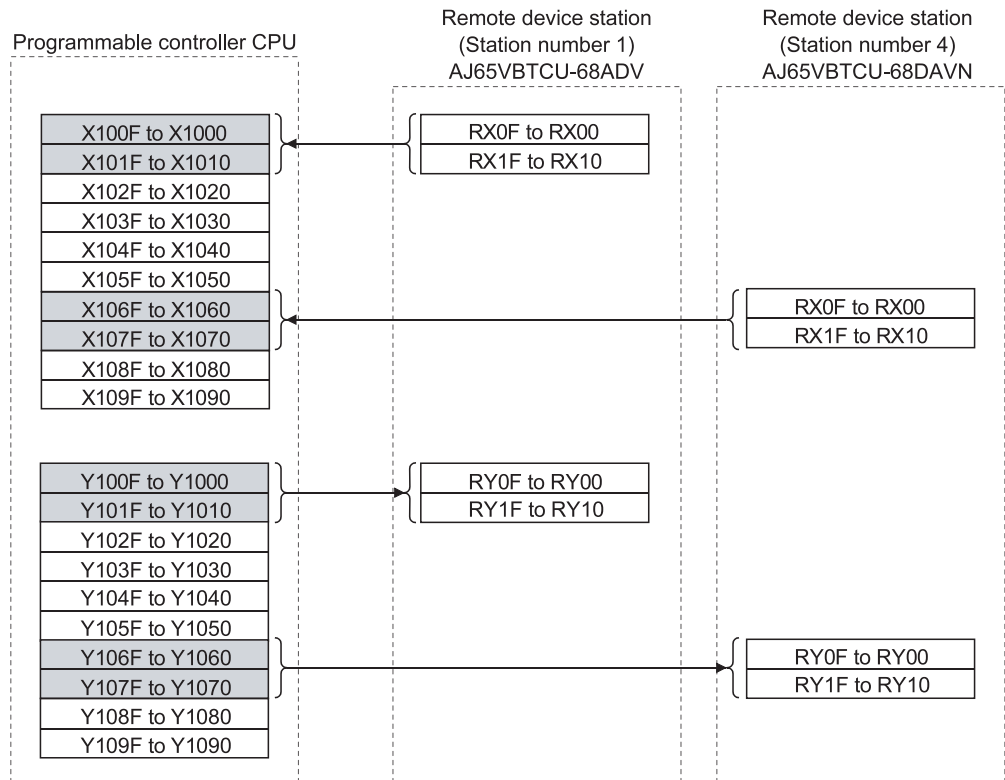 Programmable controller CPU
Remote device station
(Station number 1)
AJ65VBTCU-68ADV
Remote device station
(Station number 4)
AJ65VBTCU-68DAVN
X100F to X1000
X101F to X1010
X102F to X1020
X103F to X1030
X104F to X1040
X105F to X1050
X106F to X1060
X107F to X1070
X108F to X1080
X109F to X1090
RX0F to RX00
RX1F to RX10
RX0F to RX00
RX1F to RX10
Y100F to Y1000
Y101F to Y1010
Y102F to Y1020
Y103F to Y1030
Y104F to Y1040
Y105F to Y1050
Y106F to Y1060
Y107F to Y1070
Y108F to Y1080
Y109F to Y1090
RY0F to RY00
RY1F to RY10
RY0F to RY00
RY1F to RY10